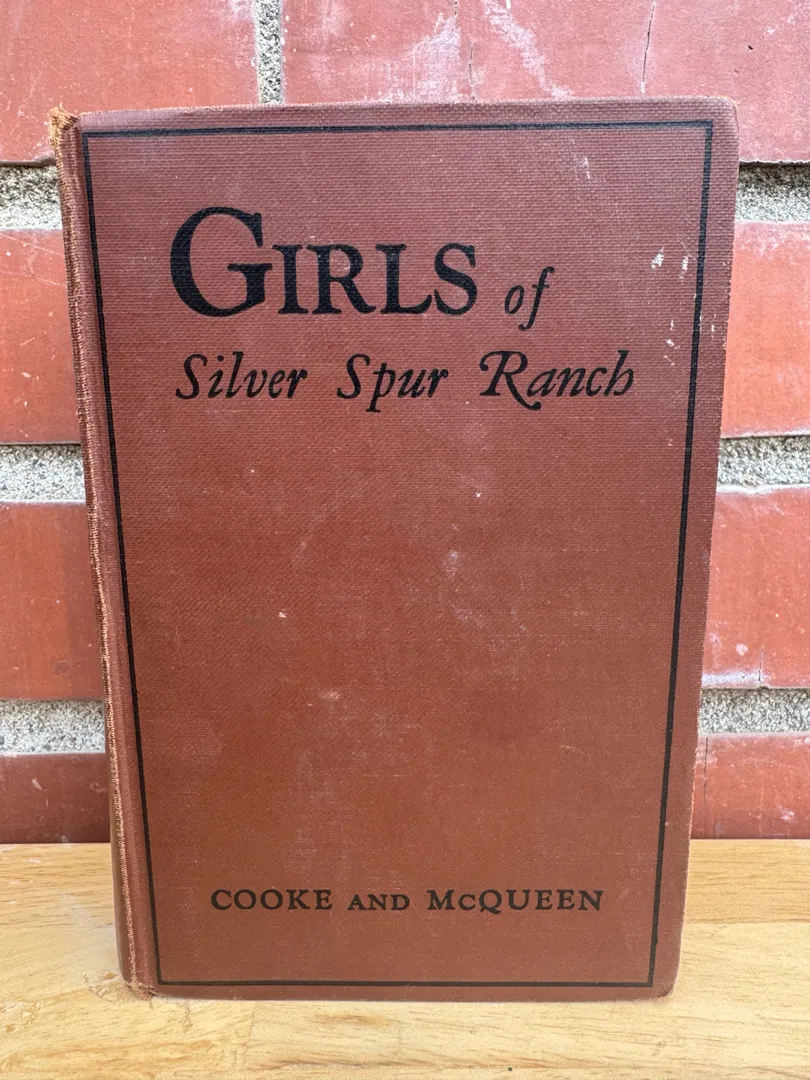 GIRLS of
Silver Spur Ranch
COOKE AND McQUEEN